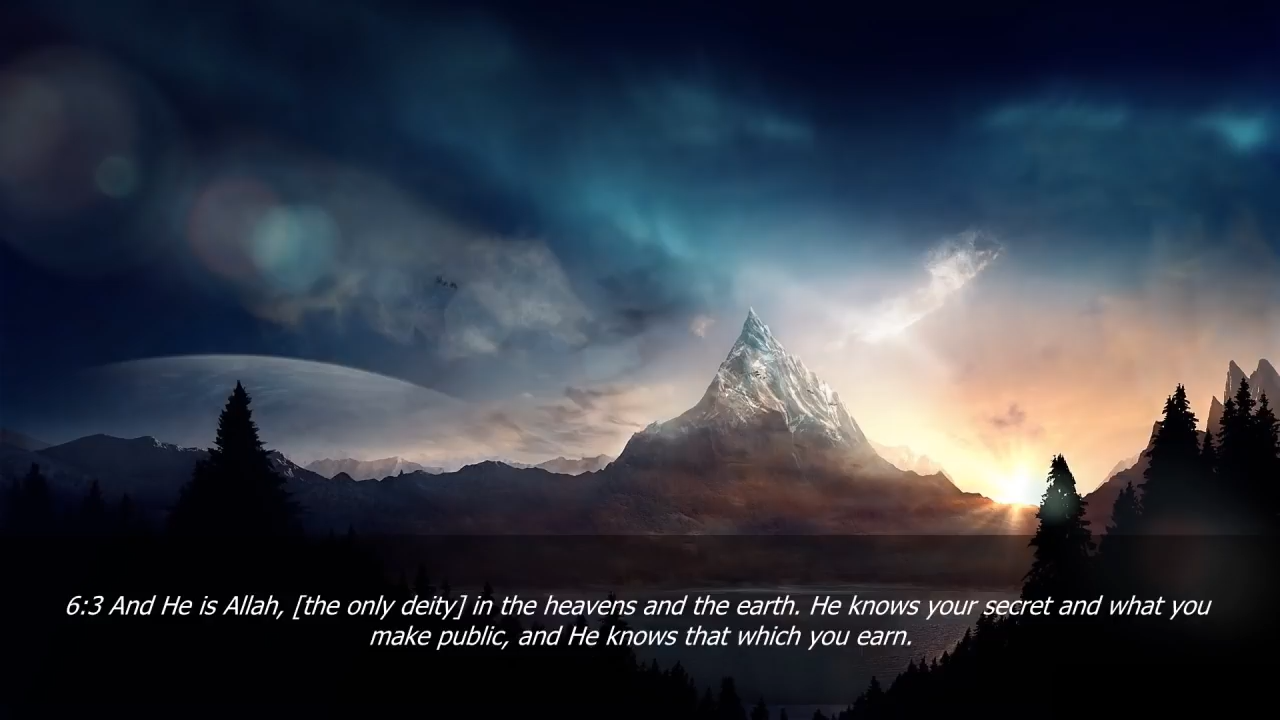 6:3 And He is Allah, [the only deity] in the heavens and the earth. He knows your secret and what you
make public, and He knows that which you earn.